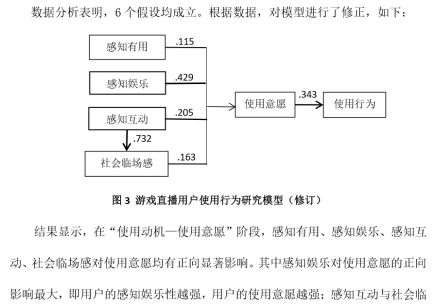 数据分析表明，6 个假设均成立。根据数据，对模型进行了修正，如下：
感知有用
.115
感知娱乐
.429
感知互动
.205
.732
社会临场感
.163
使用意愿
.343
使用行为
图 3 游戏直播用户使用行为研究模型（修订）
结果显示，在“使用动机—使用意愿”阶段，感知有用、感知娱乐、感知互
动、社会临场感对使用意愿均有正向显著影响。其中感知娱乐对使用意愿的正向
影响最大，即用户的感知娱乐性越强，用户的使用意愿越强；感知互动与社会临